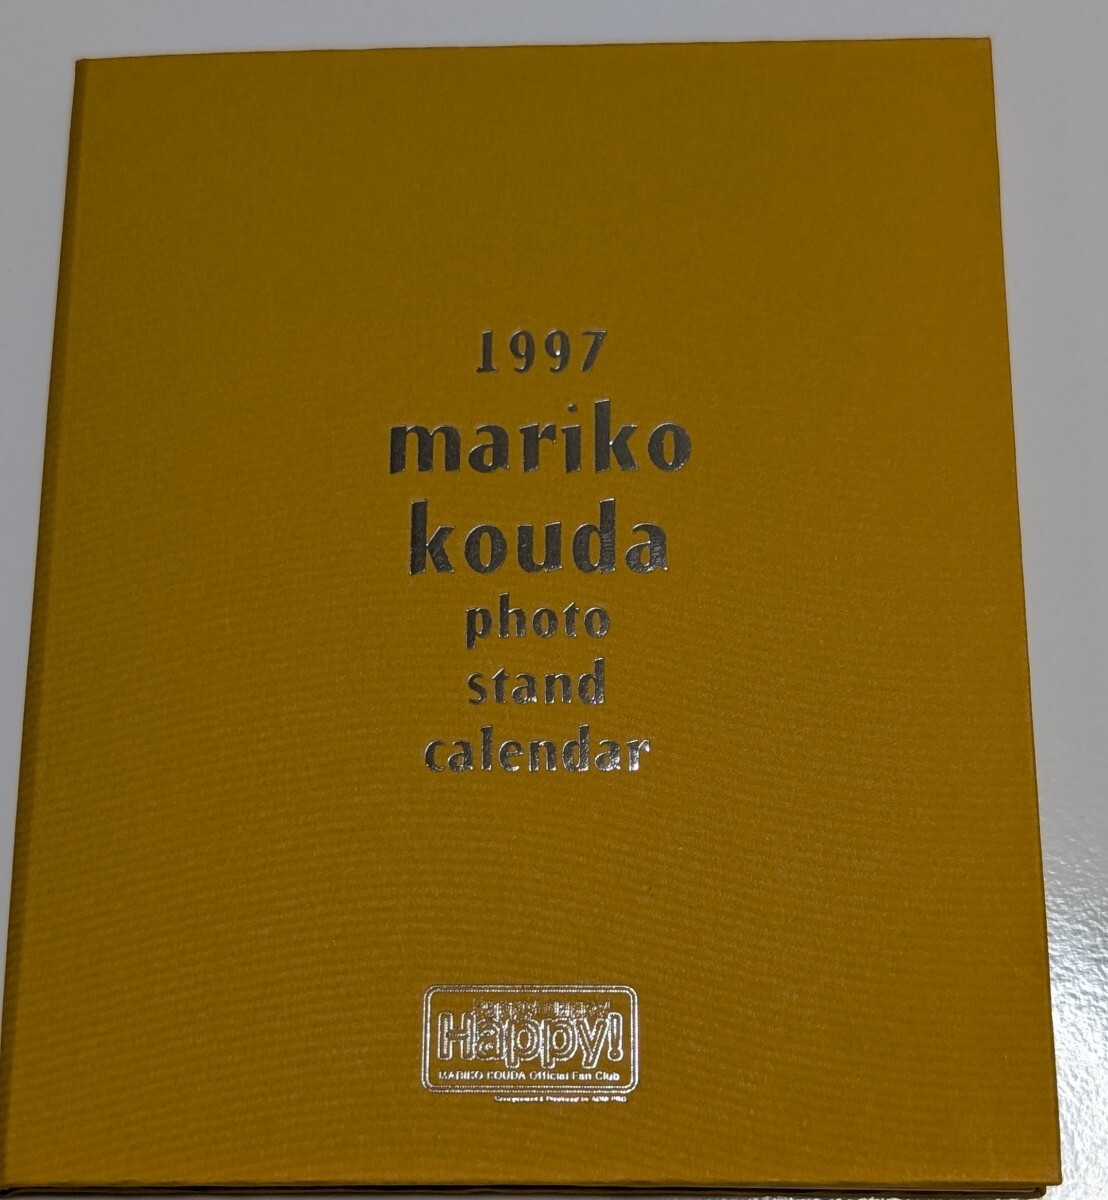 1997
mariko
kouda
photo
stand
calendar
Happy!
MARIKO KOUDA Official Fan Club